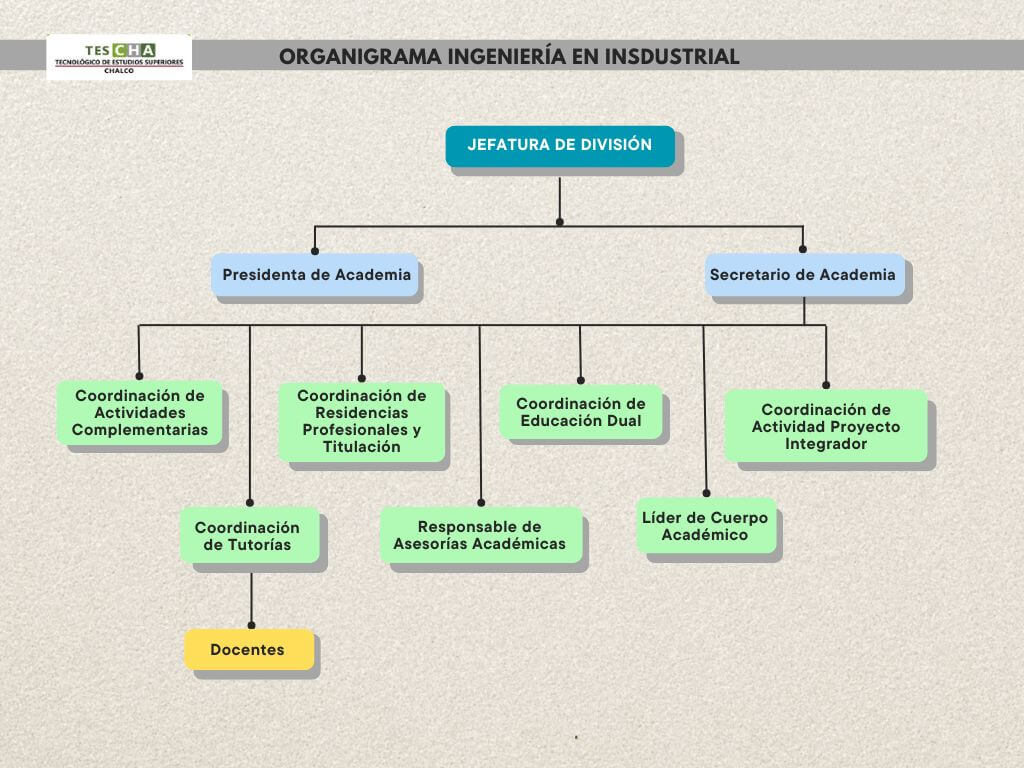 TESCHA
TECNOLÓGICO DE ESTUDIOS SUPERIORES
CHALCO
ORGANIGRAMA INGENIERÍA EN INSDUSTRIAL
JEFATURA DE DIVISIÓN
Presidenta de Academia
Secretario de Academia
Coordinación de
Actividades
Complementarias
Coordinación de
Residencias
Profesionales y
Titulación
Coordinación de
Educación Dual
Coordinación de
Actividad Proyecto
Integrador
Coordinación
de Tutorías
Responsable de
Asesorías Académicas
Líder de Cuerpo
Académico
Docentes